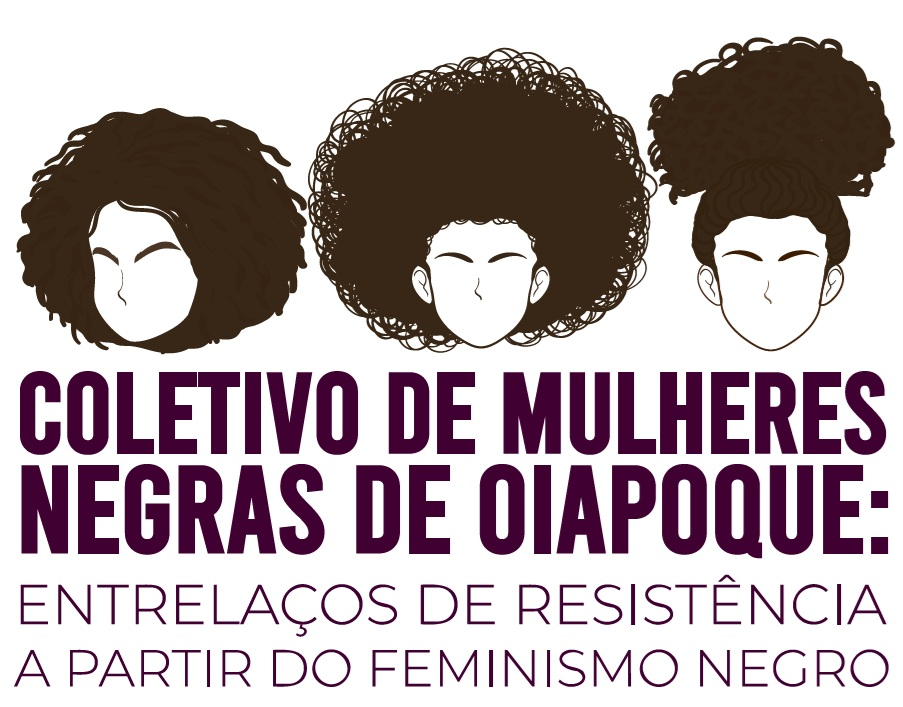 COLETIVO DE MULHERES
NEGRAS DE OIAPOQUE:
ENTRELAÇOS DE RESISTÊNCIA
A PARTIR DO FEMINISMO NEGRO